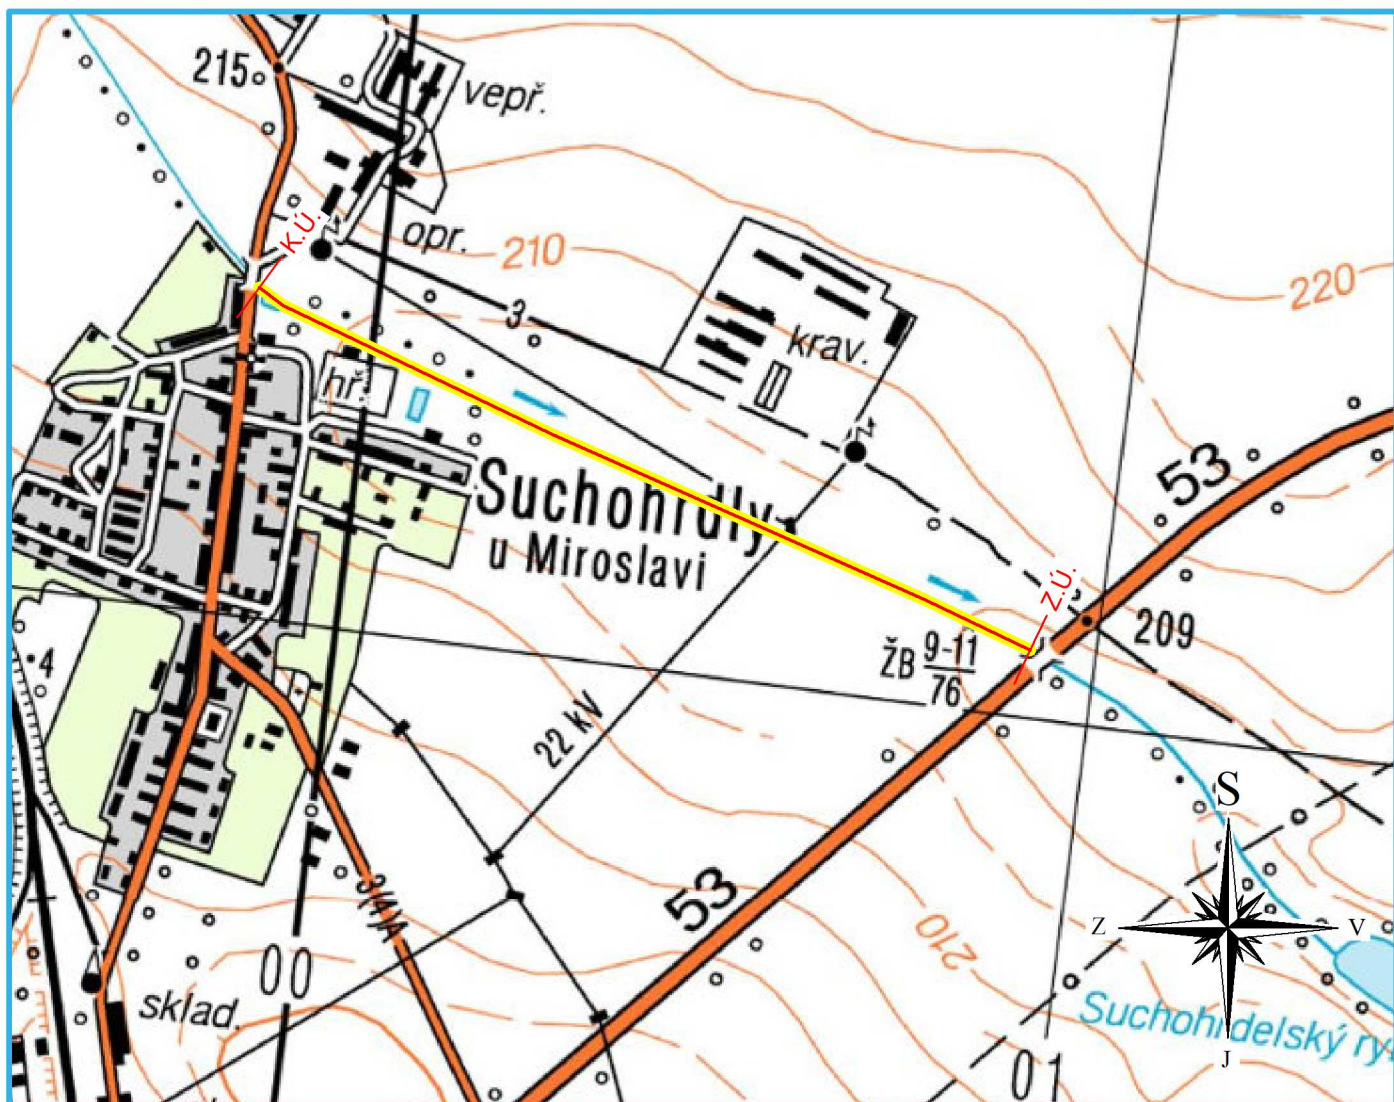 215
vepř.
K.Ú.
opr.
210
220
3
krav.
hř.
53
Suchohrdly
u Miroslavi
Z.Ú.
209
ŽB 9-11
76
4
22 kV
S
53
3(4)A
210
Z
V
00
sklad.
Suchohrdelský ry
J
01